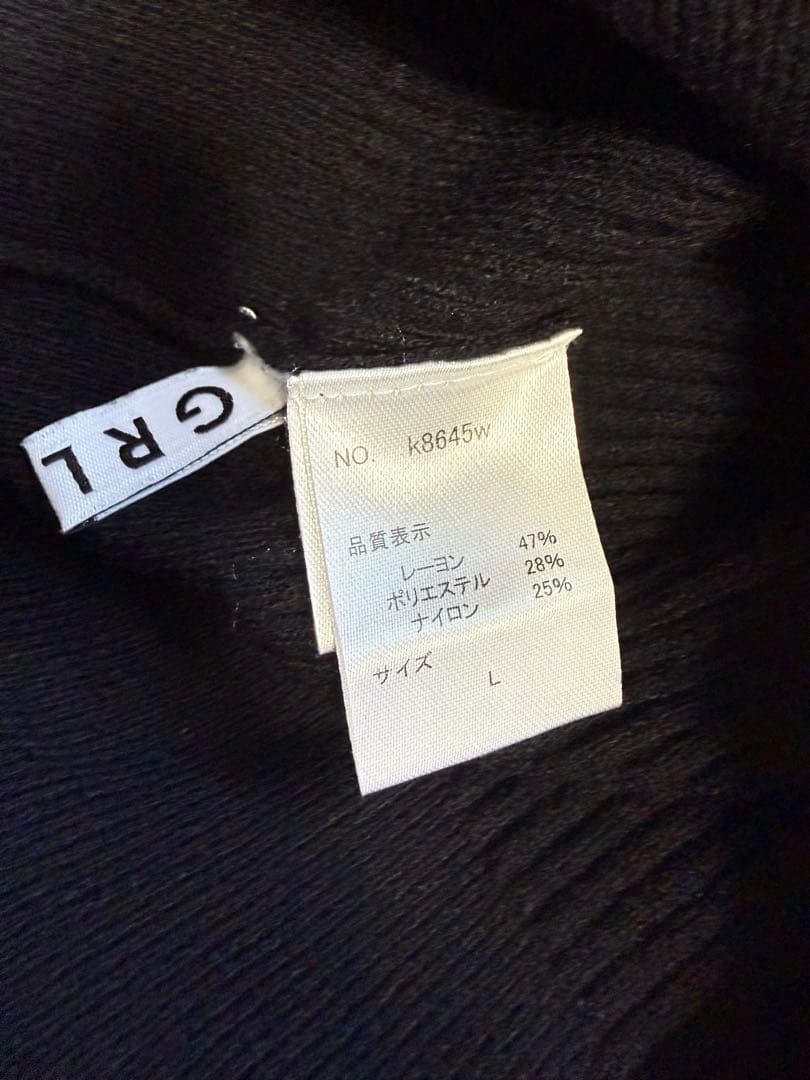 GRL
NO. k8645w
品質表示
レーヨン 47%
ポリエステル 28%
ナイロン 25%
サイズ
L